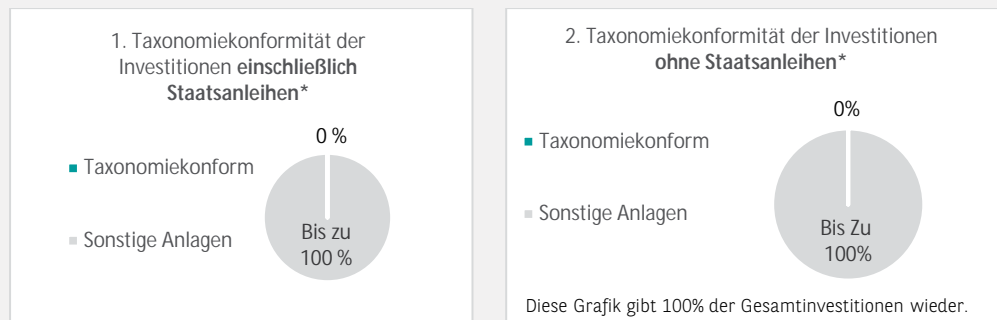 1. Taxonomiekonformität der
Investitionen einschließlich
Staatsanleihen*
0 %
Taxonomiekonform
Sonstige Anlagen
Bis zu
100 %
2. Taxonomiekonformität der Investitionen
ohne Staatsanleihen*
0%
Taxonomiekonform
Sonstige Anlagen
Bis Zu
100%
Diese Grafik gibt 100% der Gesamtinvestitionen wieder.